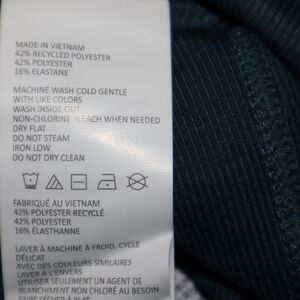 MADE IN VIETNAM
42% RECYCLED POLYESTER
42% POLYESTER
16% ELASTANE
MACHINE WASH COLD GENTLE
WITH LIKE COLORS
WASH INSIDE OUT
NON-CHLORINE BLEACH WHEN NEEDED
DRY FLAT
DO NOT STEAM
IRON LOW
DO NOT DRY CLEAN
FABRIQUÉ AU VIETNAM
42% POLYESTER RECYCLÉ
42% POLYESTER
16% ÉLASTHANNE
LAVER À MACHINE À FROID, CYCLE
DÉLICAT
AVEC DES COULEURS SIMILAIRES
LAVER À L'ENVERS
UTILISER SEULEMENT UN AGENT DE
BLANCHIMENT NON CHLORÉ AU BESOIN
FAIRE SÉCHER À PLAT